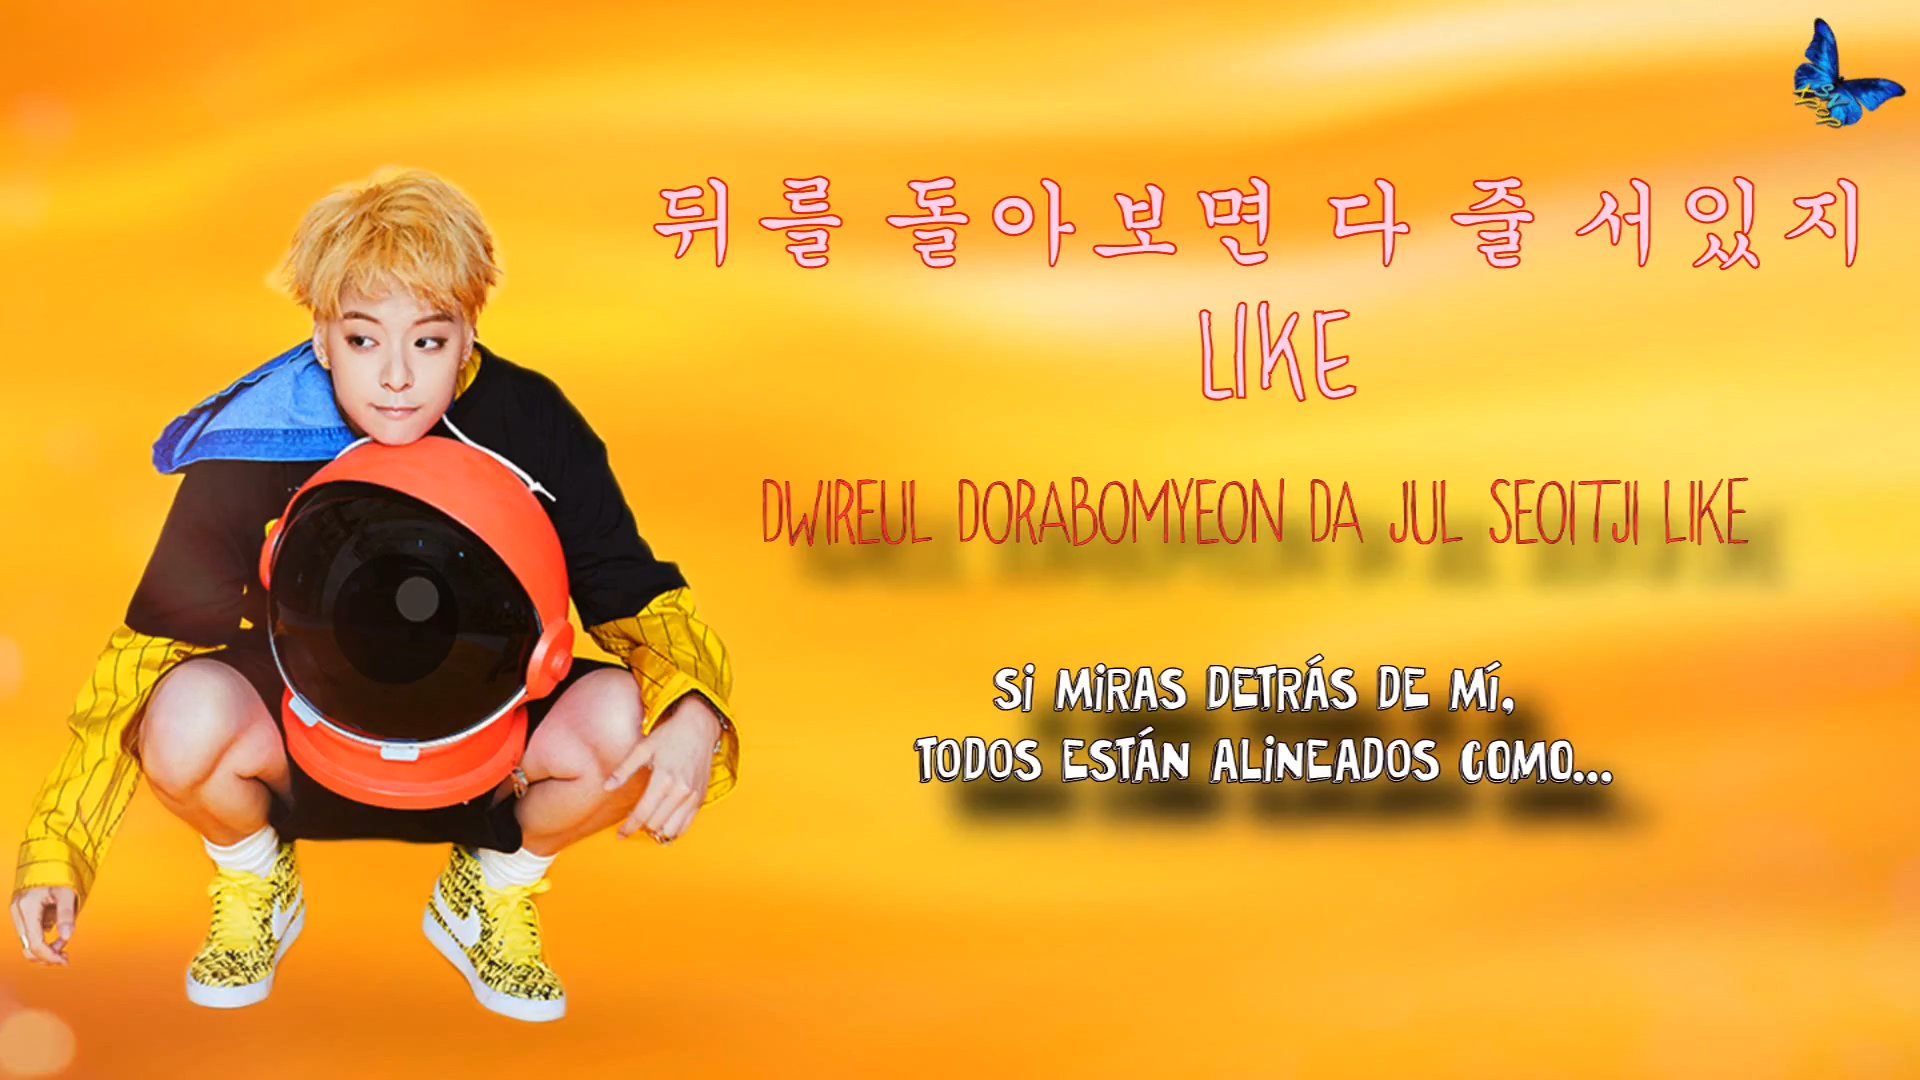 뒤를 돌아보면 다 줄 서있지
LIKE
DWIREUL DORABOMYEON DA JUL SEOITJI LIKE
Si MiRAS DETRÁS DE Mí,
TODOS ESTÁN ALiNEADOS COMO...